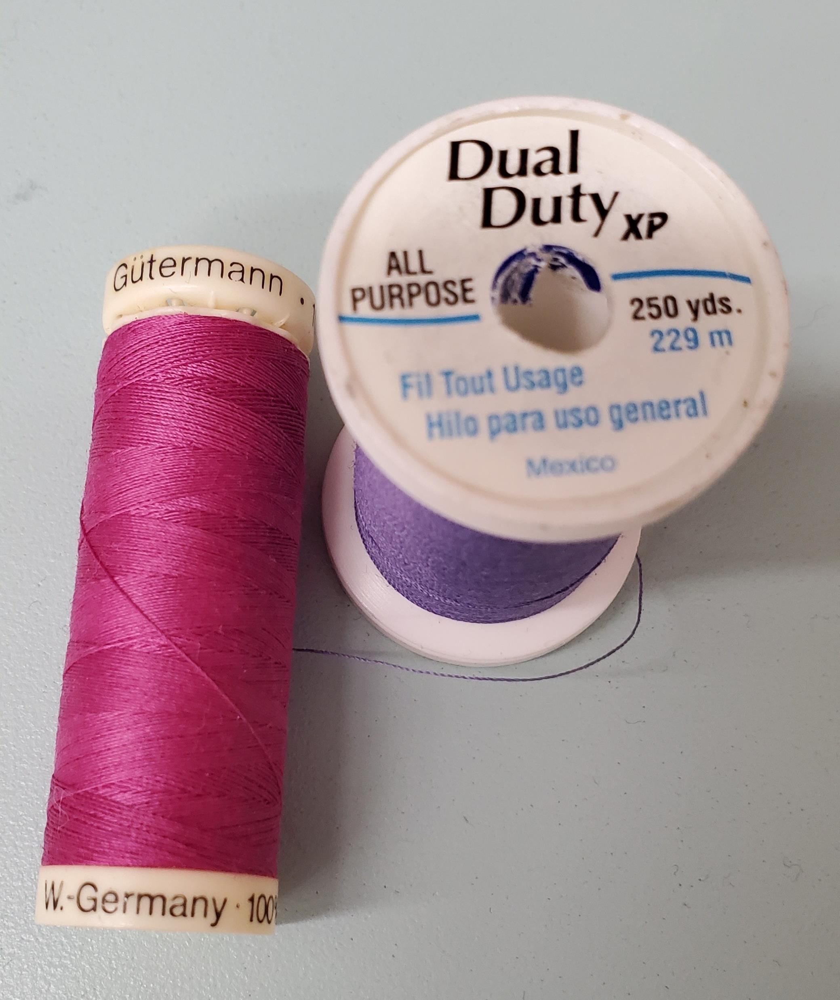 Gütermann ·
W.-Germany · 100%
Dual
Duty XP
ALL
PURPOSE
250 yds.
229 m
Fil Tout Usage
Hilo para uso general
Mexico